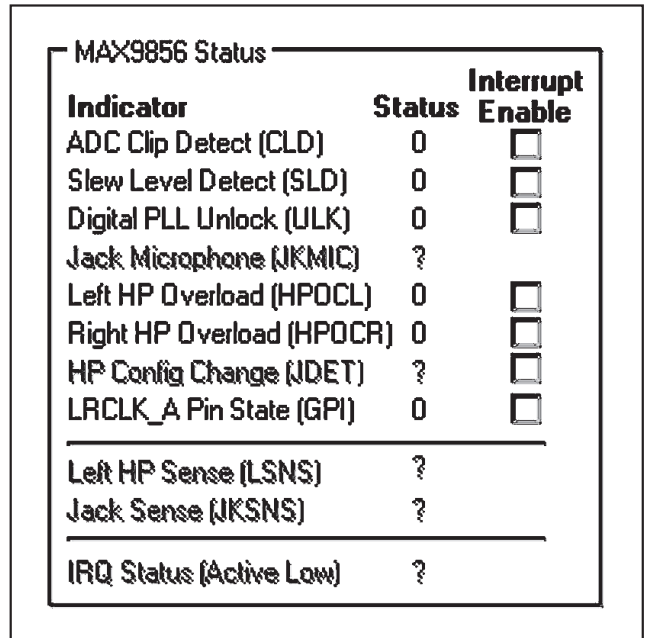 MAX9856 Status
Interrupt
Indicator Status Enable
ADC Clip Detect (CLD) 0
Slew Level Detect (SLD) 0
Digital PLL Unlock (ULK) 0
Jack Microphone (JKMIC) ?
Left HP Overload (HPOCL) 0
Right HP Overload (HPOCR) 0
HP Config Change (JDET) ?
LRCLK_A Pin State (GPI) 0
Left HP Sense (LSNS) ?
Jack Sense (JKSNS) ?
IRQ Status (Active Low) ?